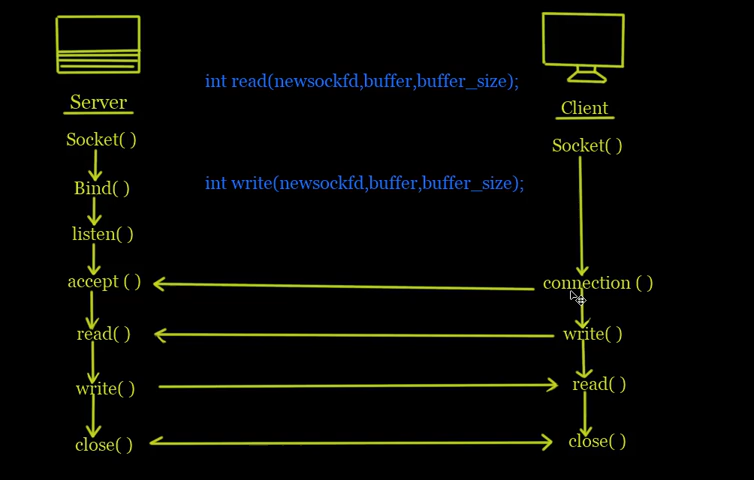 int read(newsockfd,buffer,buffer_size);
Server
Client
Socket( )
Socket( )
Bind( )
int write(newsockfd,buffer,buffer_size);
listen( )
accept ( )
connection ( )
read( )
write( )
write( )
read( )
close( )
close( )